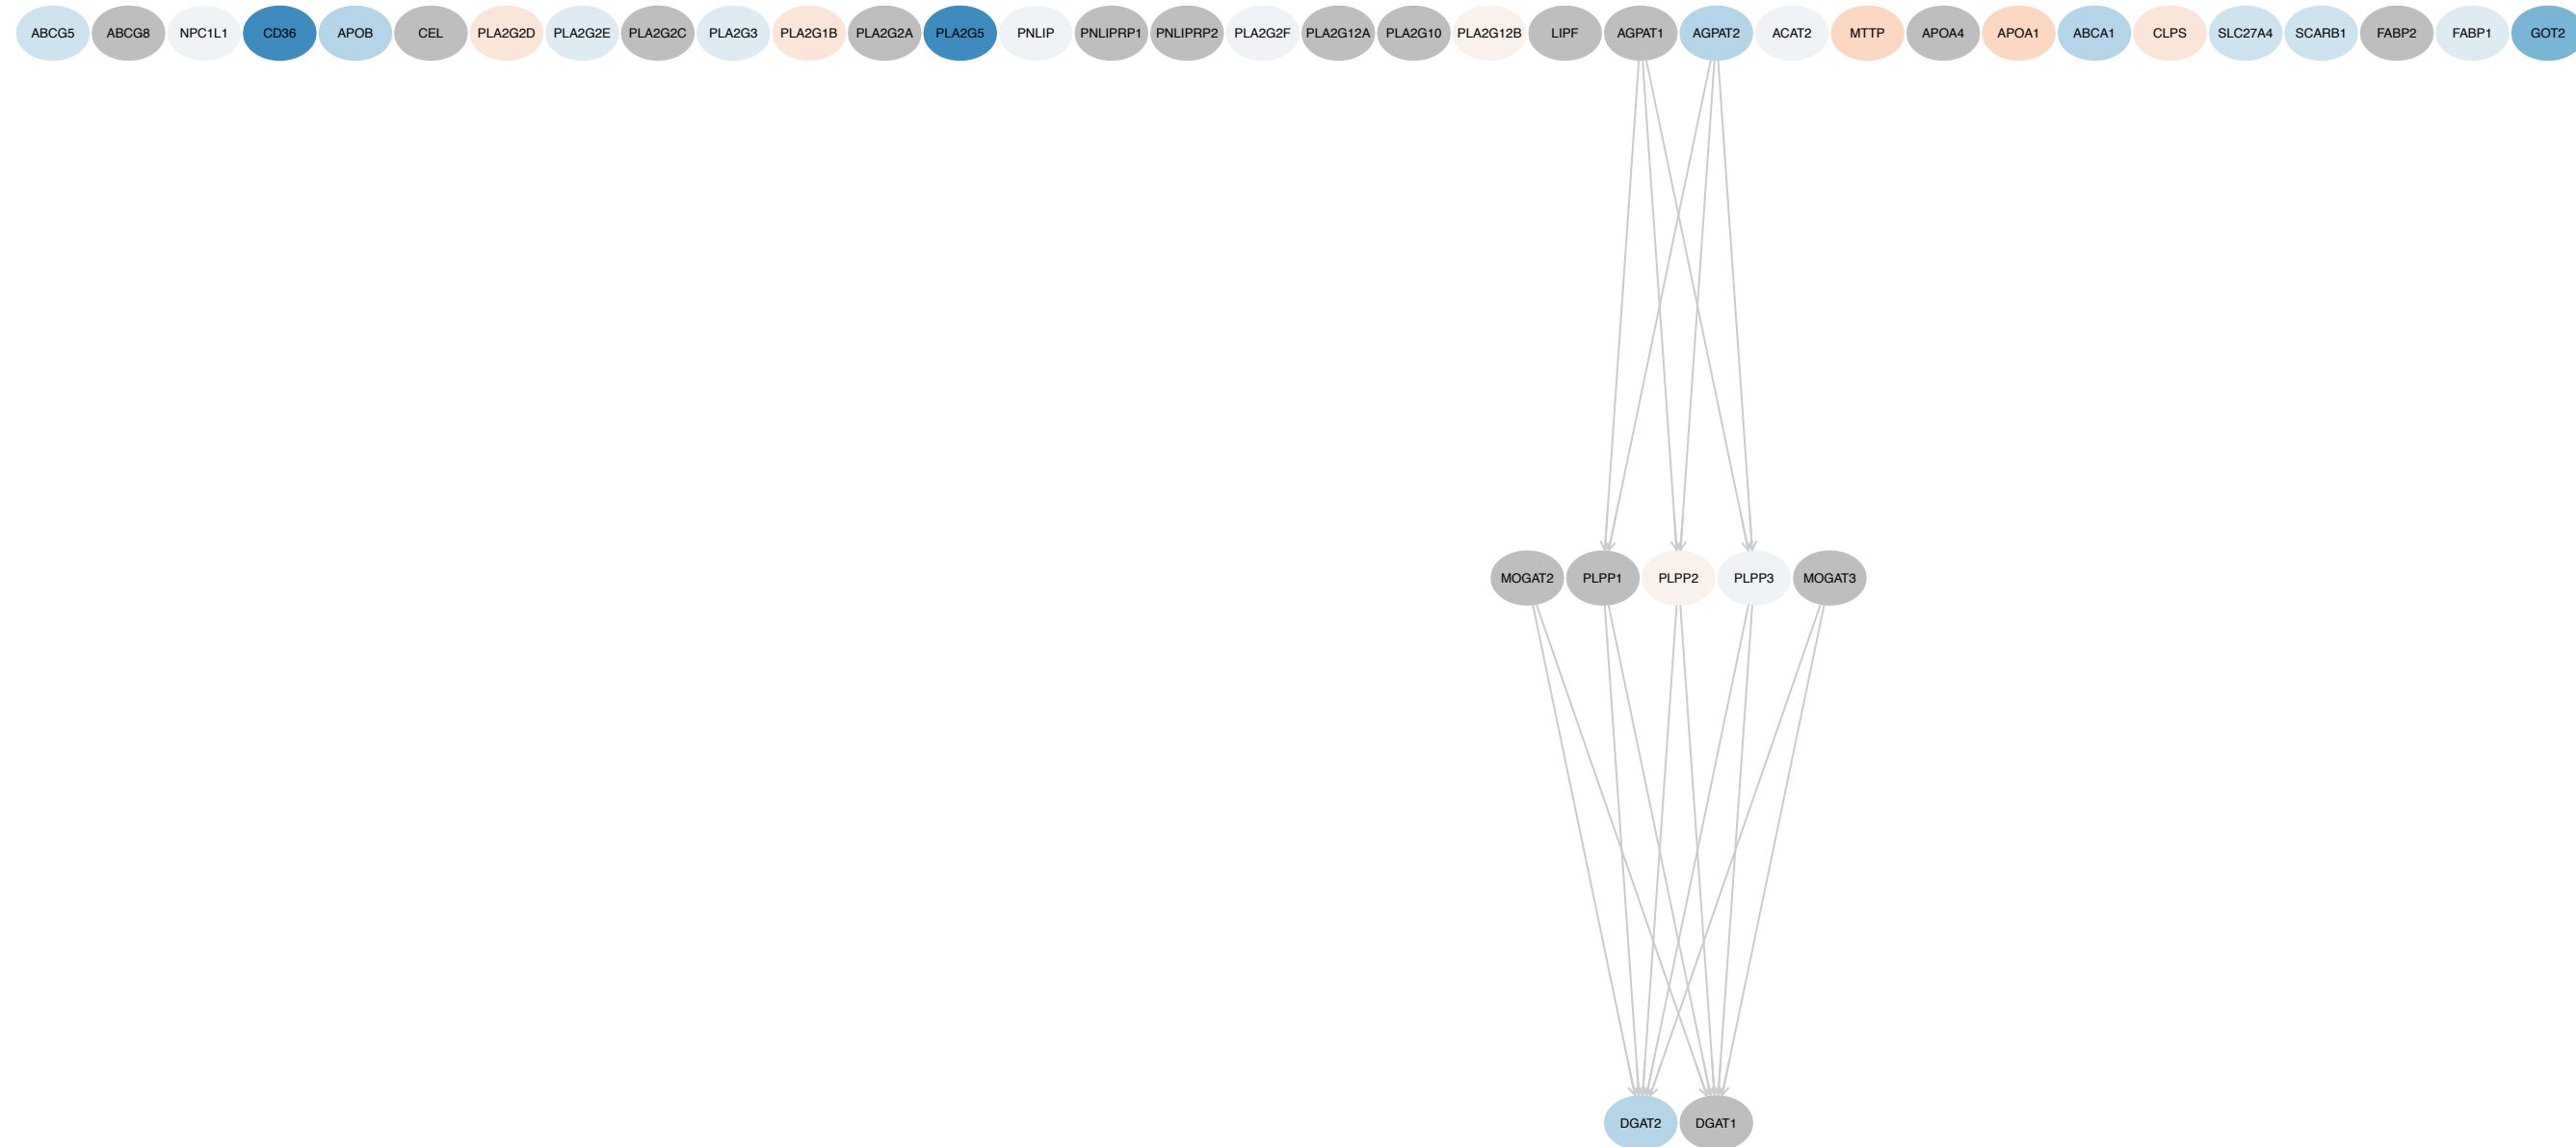 ABCG5 ABCG8 NPC1L1 CD36 APOB CEL PLA2G2D PLA2G2E PLA2G2C PLA2G3 PLA2G1B PLA2G2A PLA2G5 PNLIP PNLIPRP1 PNLIPRP2 PLA2G2F PLA2G12A PLA2G10 PLA2G12B LIPF AGPAT1 AGPAT2 ACAT2 MTTP APOA4 APOA1 ABCA1 CLPS SLC27A4 SCARB1 FABP2 FABP1 GOT2
MOGAT2 PLPP1 PLPP2 PLPP3 MOGAT3
DGAT2 DGAT1